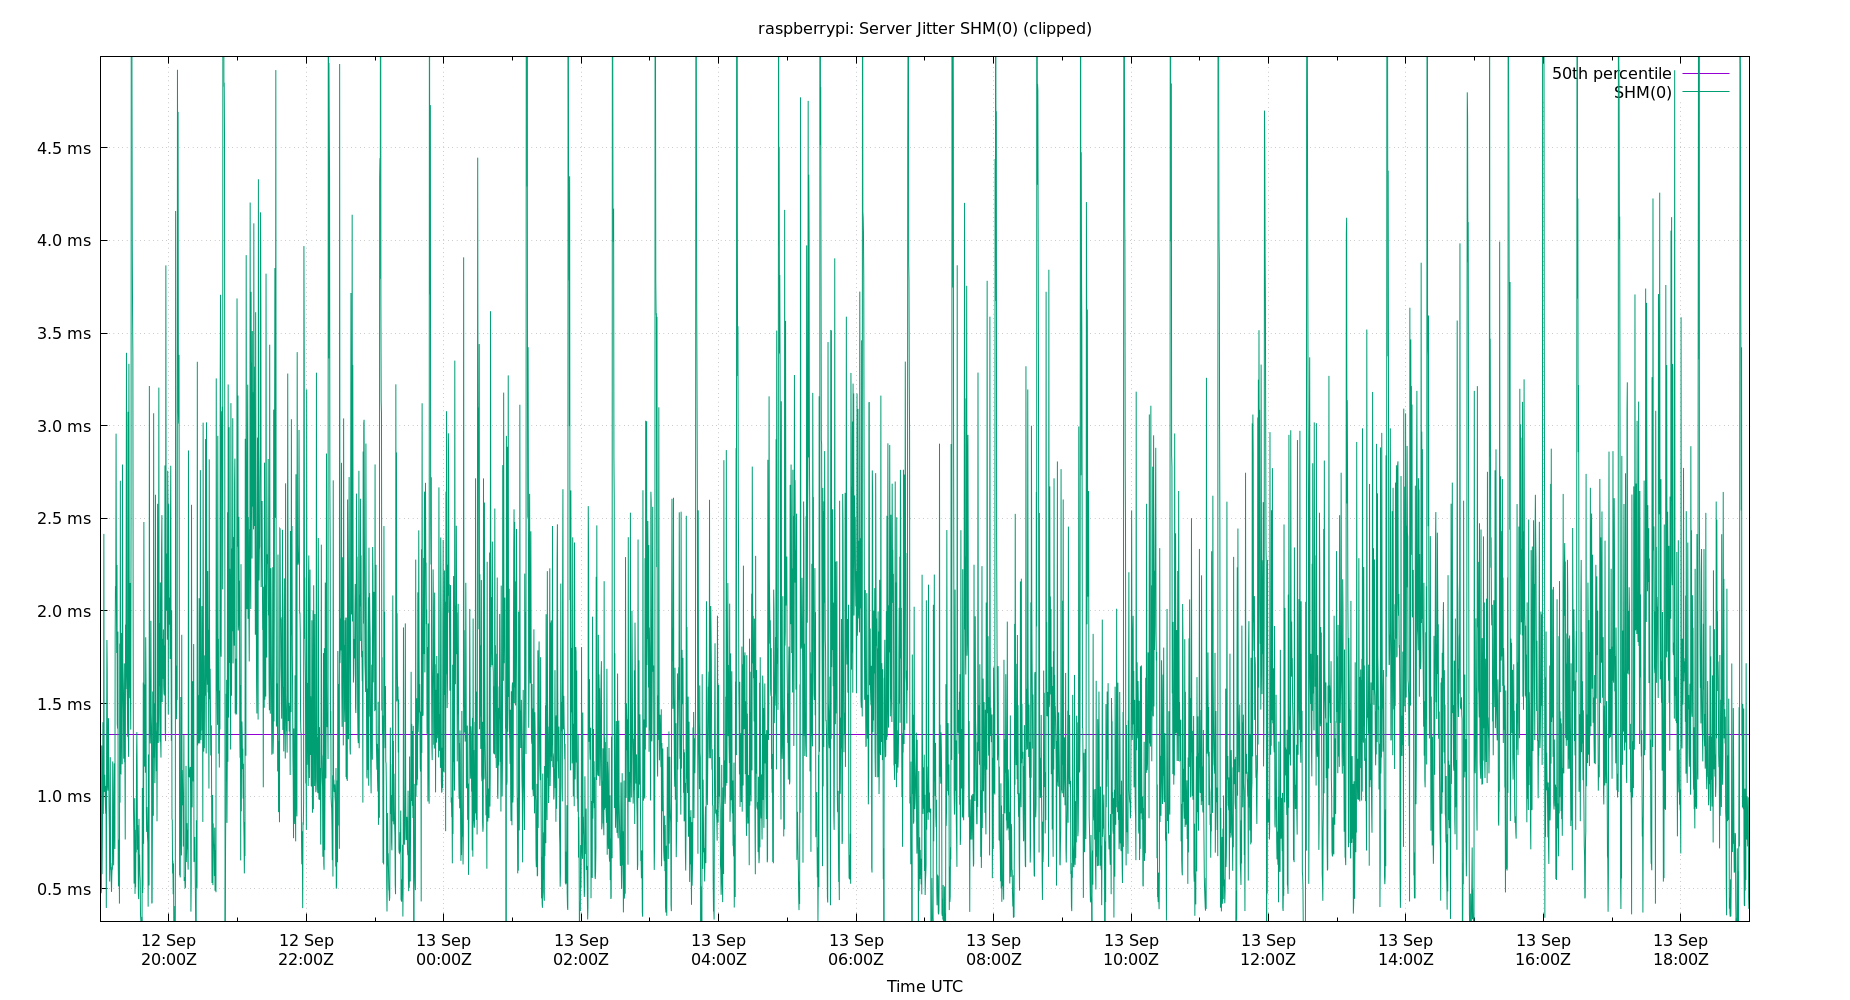 raspberrypi: Server Jitter SHM(0) (clipped)
50th percentile
SHM(0)
4.5 ms
4.0 ms
3.5 ms
3.0 ms
2.5 ms
2.0 ms
1.5 ms
1.0 ms
0.5 ms
12 Sep 12 Sep 13 Sep 13 Sep 13 Sep 13 Sep 13 Sep 13 Sep 13 Sep 13 Sep 13 Sep 13 Sep
20:00Z 22:00Z 00:00Z 02:00Z 04:00Z 06:00Z 08:00Z 10:00Z 12:00Z 14:00Z 16:00Z 18:00Z
Time UTC